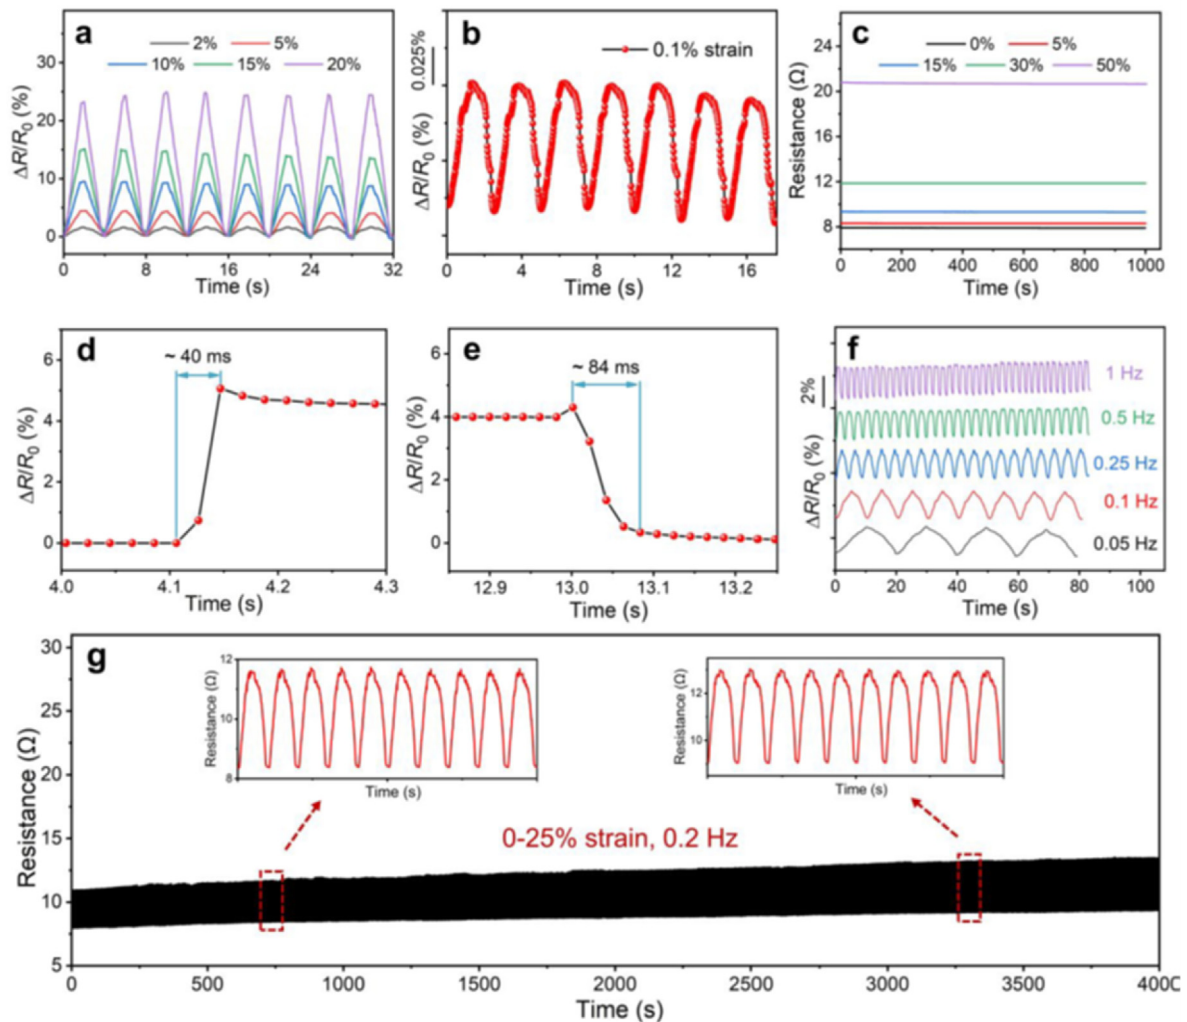 a
2% 5%
10% 15% 20%
ΔR/R0 (%)
30
20
10
0
0 4 8 12 16 20 24 28 32
Time (s)
b
0.1% strain
0.025%
ΔR/R0 (%)
0 4 8 12 16
Time (s)
c
0% 5%
15% 30% 50%
Resistance (Ω)
24
20
16
12
8
0 200 400 600 800 1000
Time (s)
d
~ 40 ms
ΔR/R0 (%)
6
4
2
0
4.0 4.1 4.2 4.3
Time (s)
e
~ 84 ms
ΔR/R0 (%)
6
4
2
0
12.9 13.0 13.1 13.2
Time (s)
f
2%
ΔR/R0 (%)
1 Hz
0.5 Hz
0.25 Hz
0.1 Hz
0.05 Hz
0 20 40 60 80 100
Time (s)
g
Resistance (Ω)
30
25
20
15
10
5
Resistance (Ω)
12
11
10
9
8
Time (s)
Resistance (Ω)
12
10
Time (s)
0-25% strain, 0.2 Hz
0 500 1000 1500 2000 2500 3000 3500 400C
Time (s)